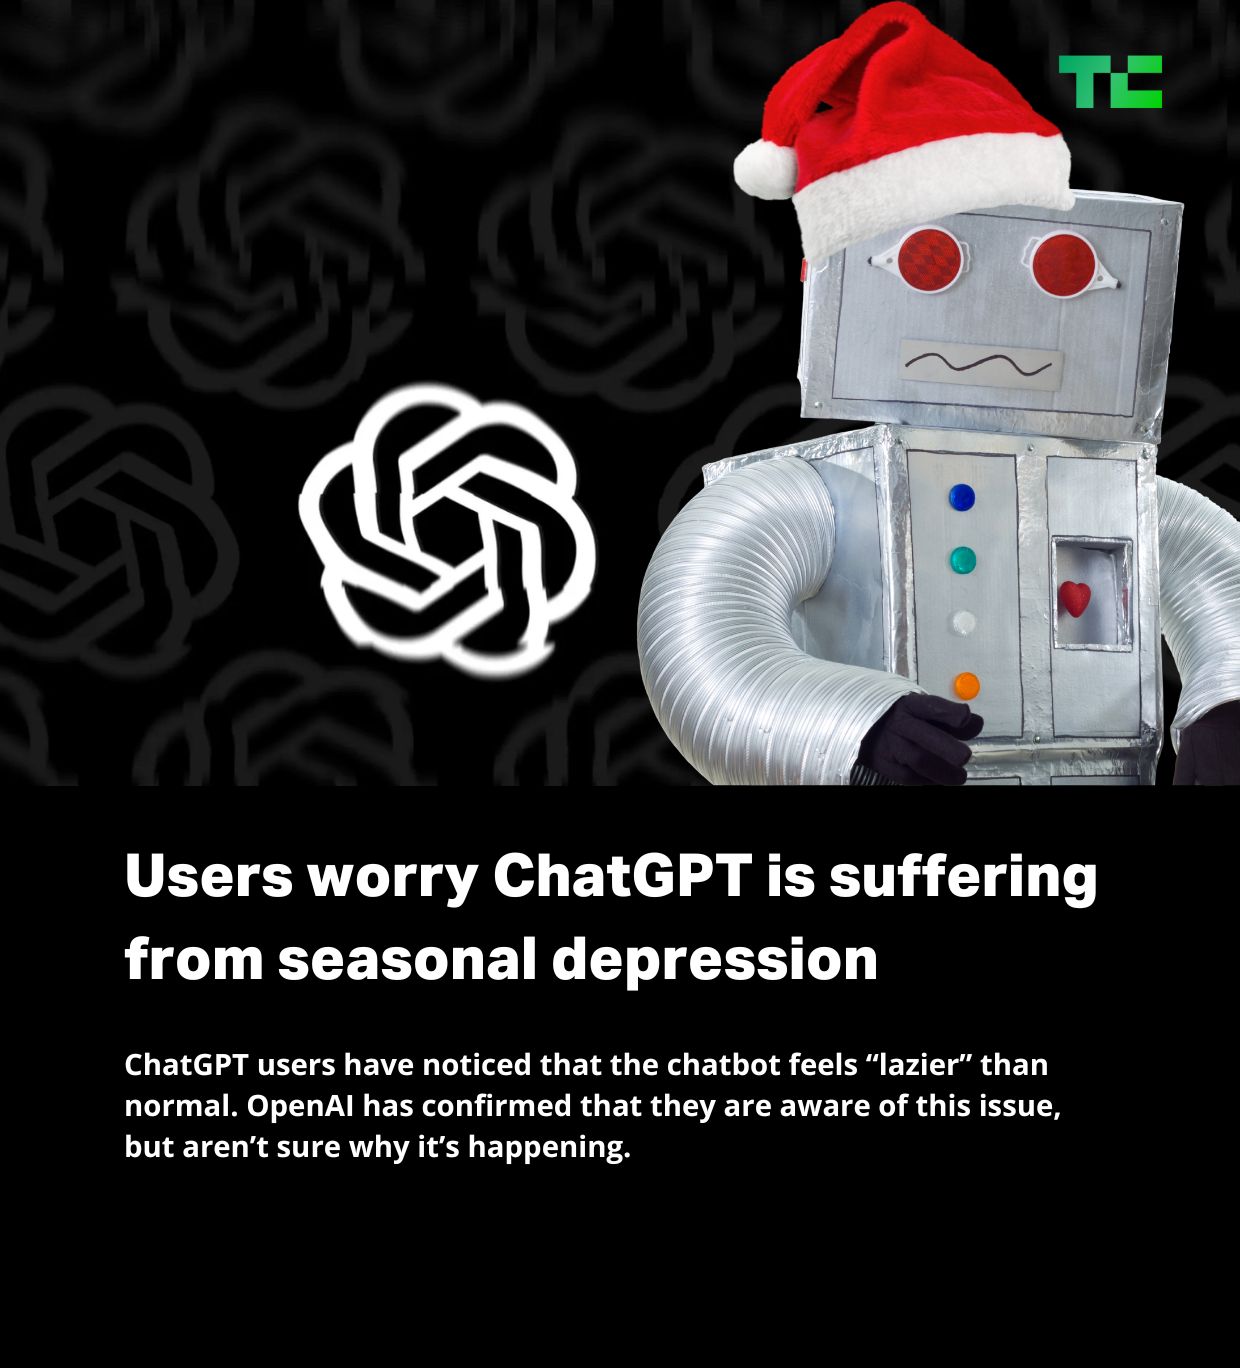 TC
Users worry ChatGPT is suffering
from seasonal depression
ChatGPT users have noticed that the chatbot feels “lazier” than
normal. OpenAI has confirmed that they are aware of this issue,
but aren’t sure why it’s happening.